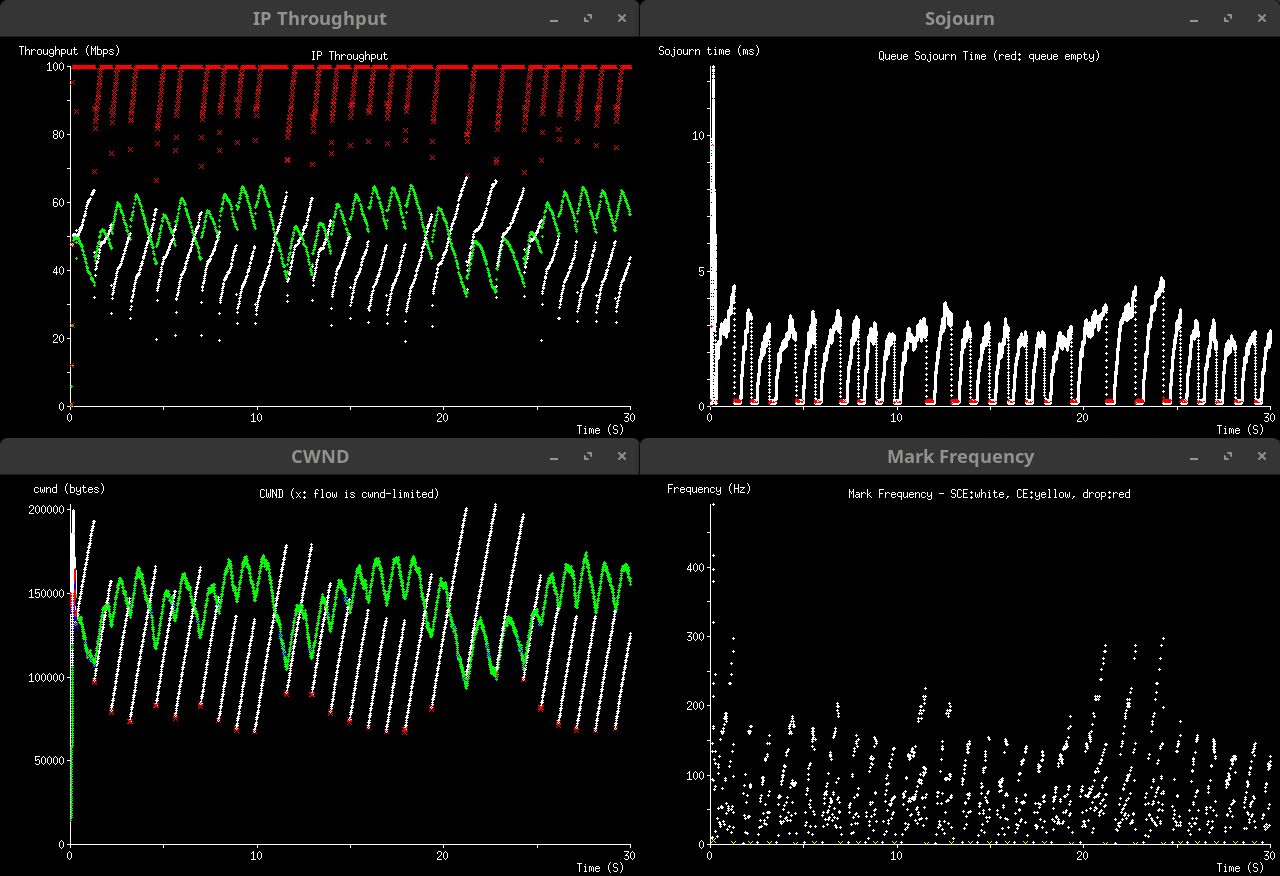 IP Throughput
Throughput (Mbps)
IP Throughput
100
80
60
40
20
0
0 10 20 30
Time (S)
Sojourn
Sojourn time (ms)
Queue Sojourn Time (red: queue empty)
10
5
0
0 10 20 30
Time (S)
CWND
cwnd (bytes)
CWND (x: flow is cwnd-limited)
200000
150000
100000
50000
0
0 10 20 30
Time (S)
Mark Frequency
Frequency (Hz)
Mark Frequency - SCE:white, CE:yellow, drop:red
400
300
200
100
0
0 10 20 30
Time (S)